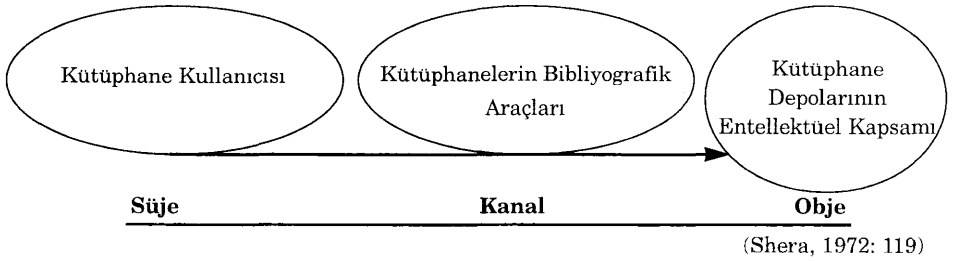 Kütüphane Kullanıcısı
Kütüphanelerin Bibliyografik
Araçları
Kütüphane
Depolarının
Entellektüel Kapsamı
Süje Kanal Obje
(Shera, 1972: 119)